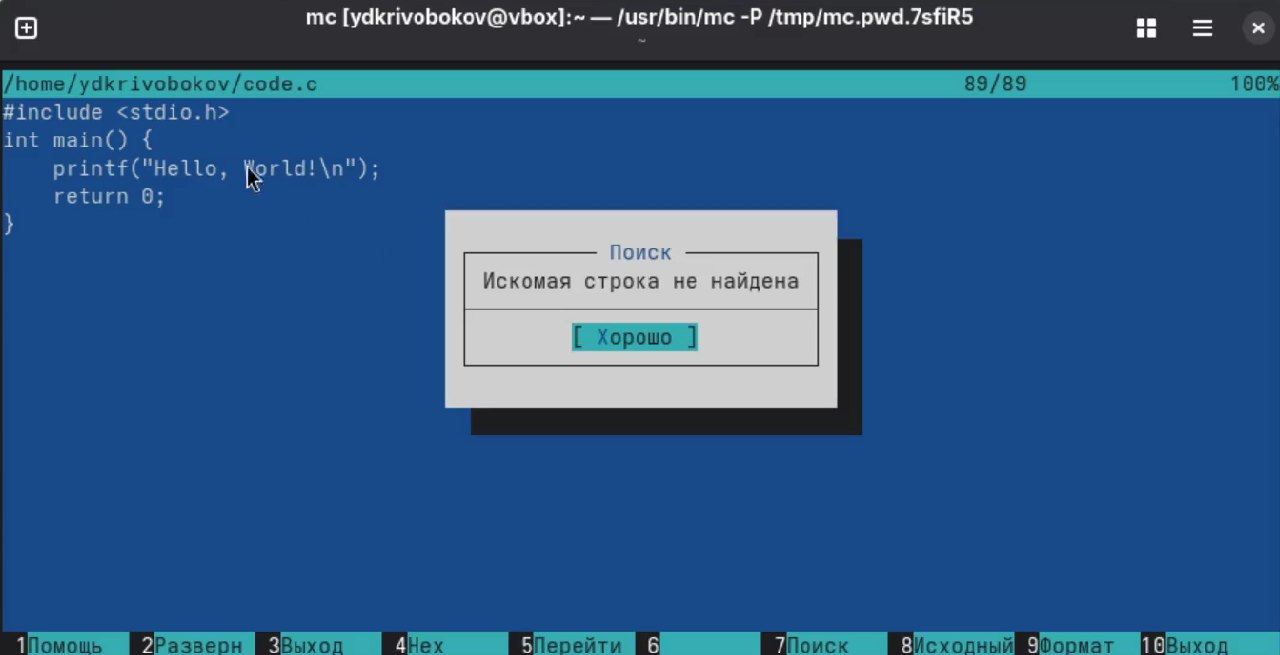 mc [ydkrivobokov@vbox]:~ — /usr/bin/mc -P /tmp/mc.pwd.7sfiR5
~
/home/ydkrivobokov/code.c 89/89 100%
#include <stdio.h>
int main() {
    printf("Hello, World!\n");
    return 0;
}
Поиск
Искомая строка не найдена
[ Хорошо ]
1Помощь 2Разверн 3Выход 4Hex 5Перейти 6 7Поиск 8Исходный 9Формат 10Выход